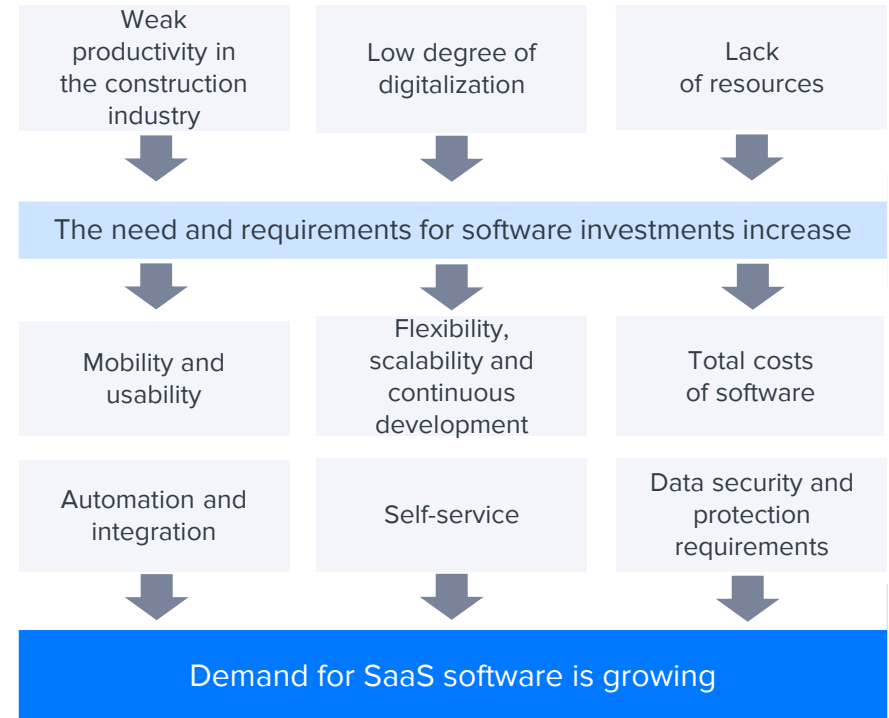 Weak
productivity in
the construction
industry
Low degree of
digitalization
Lack
of resources
The need and requirements for software investments increase
Mobility and
usability
Flexibility,
scalability and
continuous
development
Total costs
of software
Automation and
integration
Self-service
Data security and
protection
requirements
Demand for SaaS software is growing